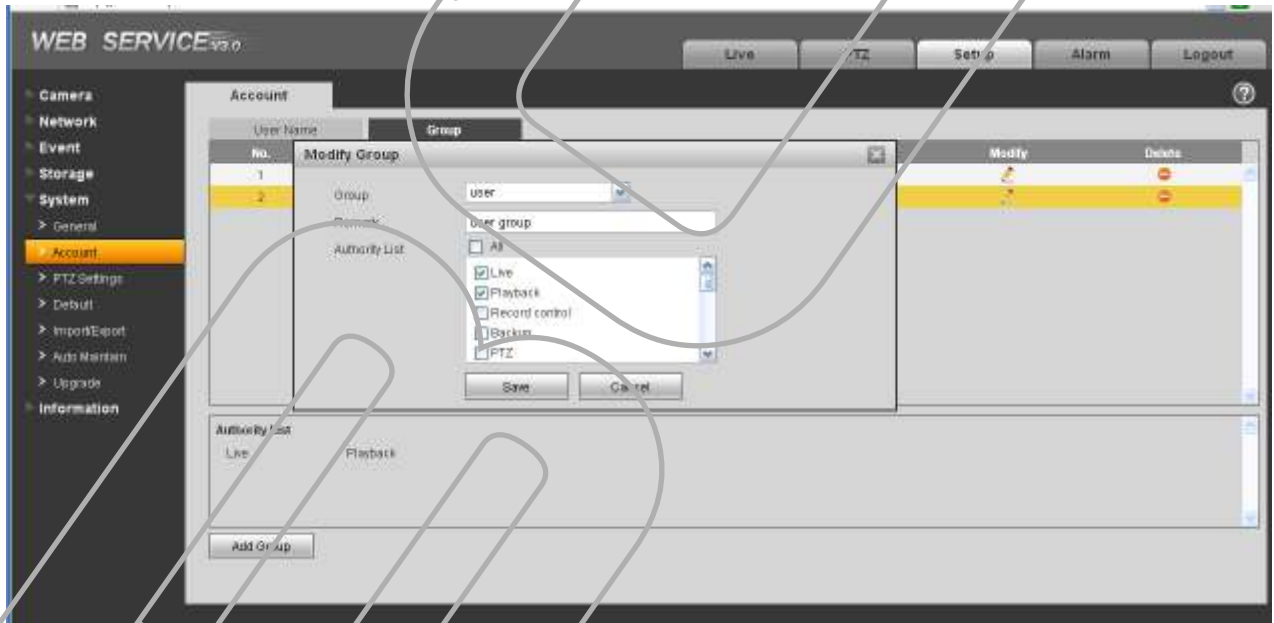 WEB SERVICE V3.0
Live
PTZ
Setup
Alarm
Logout
Camera
Network
Event
Storage
System
> General
Account
> PTZ Settings
> Default
> Import/Export
> Auto Maintain
> Upgrade
Information
Account
User Name
Group
No.
Modify
Delete
1
2
Modify Group
Group
user
Remark
user group
Authority List
All
Live
Playback
Record control
Backup
PTZ
Save
Cancel
Authority List
Live
Playback
Add Group